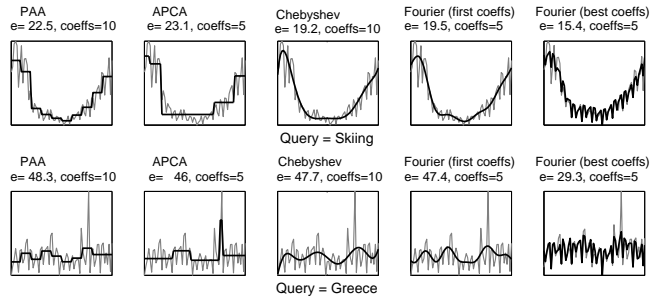 PAA
e= 22.5, coeffs=10
APCA
e= 23.1, coeffs=5
Chebyshev
e= 19.2, coeffs=10
Fourier (first coeffs)
e= 19.5, coeffs=5
Fourier (best coeffs)
e= 15.4, coeffs=5
Query = Skiing
PAA
e= 48.3, coeffs=10
APCA
e= 46, coeffs=5
Chebyshev
e= 47.7, coeffs=10
Fourier (first coeffs)
e= 47.4, coeffs=5
Fourier (best coeffs)
e= 29.3, coeffs=5
Query = Greece